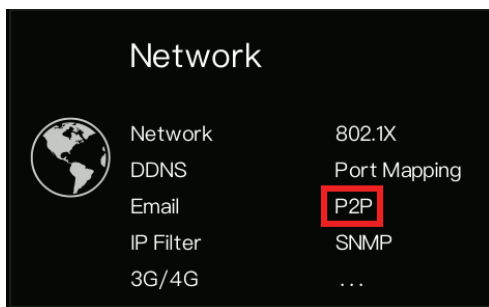 Network
Network
802.1X
DDNS
Port Mapping
Email
P2P
IP Filter
SNMP
3G/4G
...